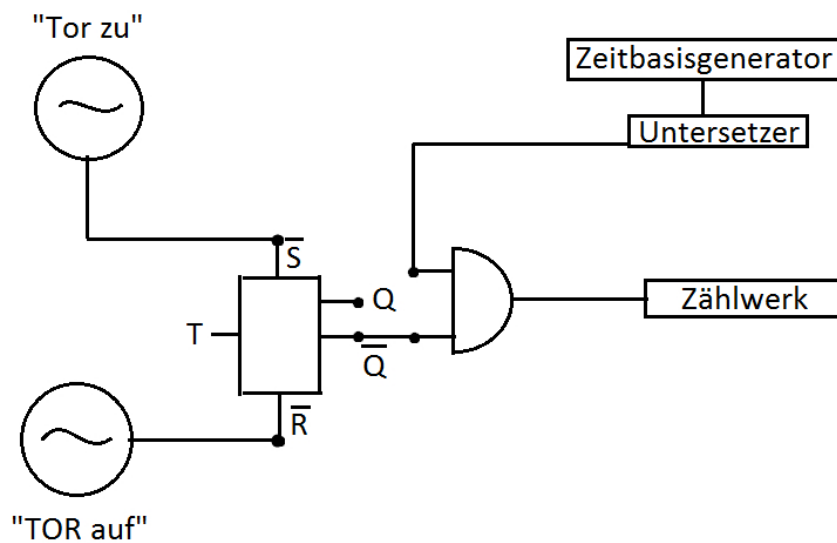 "Tor zu"
Zeitbasisgenerator
Untersetzer
S̅
Q
T
Q̅
Zählwerk
R̅
"TOR auf"